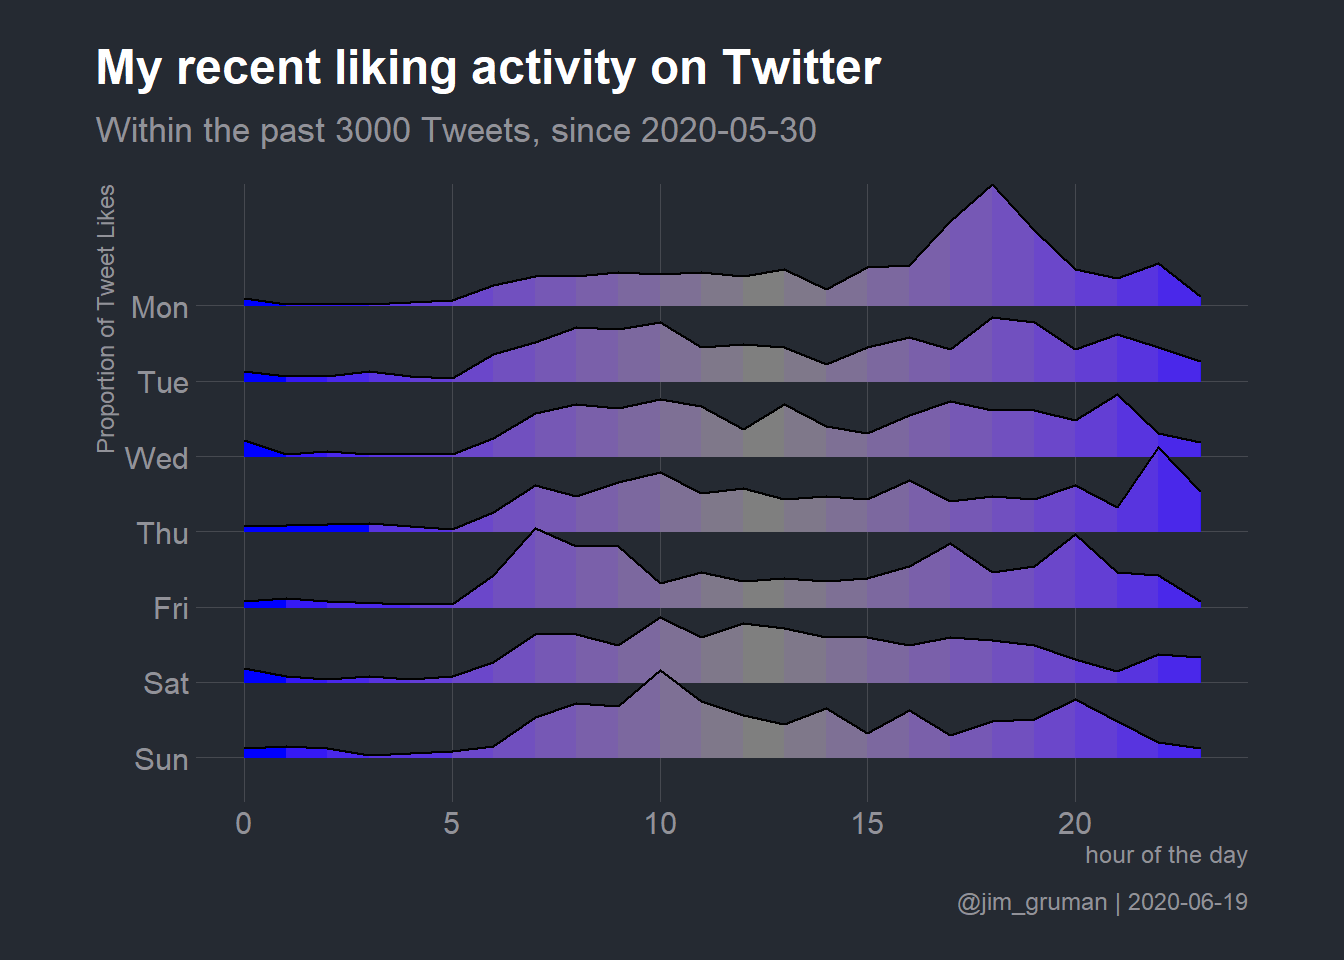 My recent liking activity on Twitter
Within the past 3000 Tweets, since 2020-05-30
Proportion of Tweet Likes
Mon
Tue
Wed
Thu
Fri
Sat
Sun
0 5 10 15 20
hour of the day
@jim_gruman | 2020-06-19